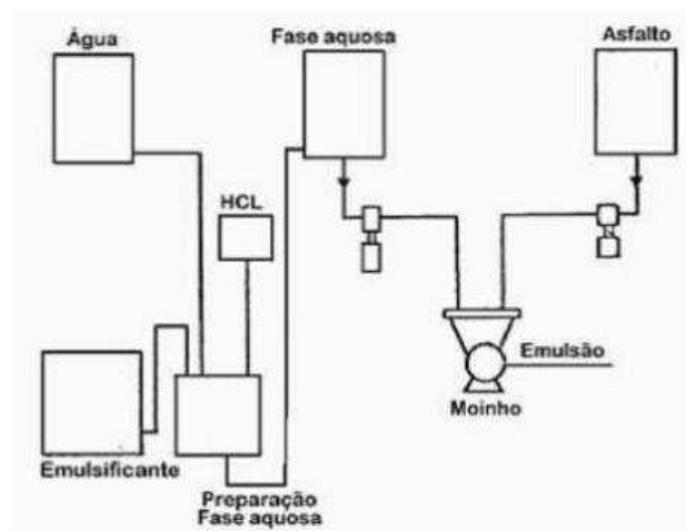 Água
Fase aquosa
Asfalto
HCL
Emulsão
Moinho
Emulsificante
Preparação
Fase aquosa